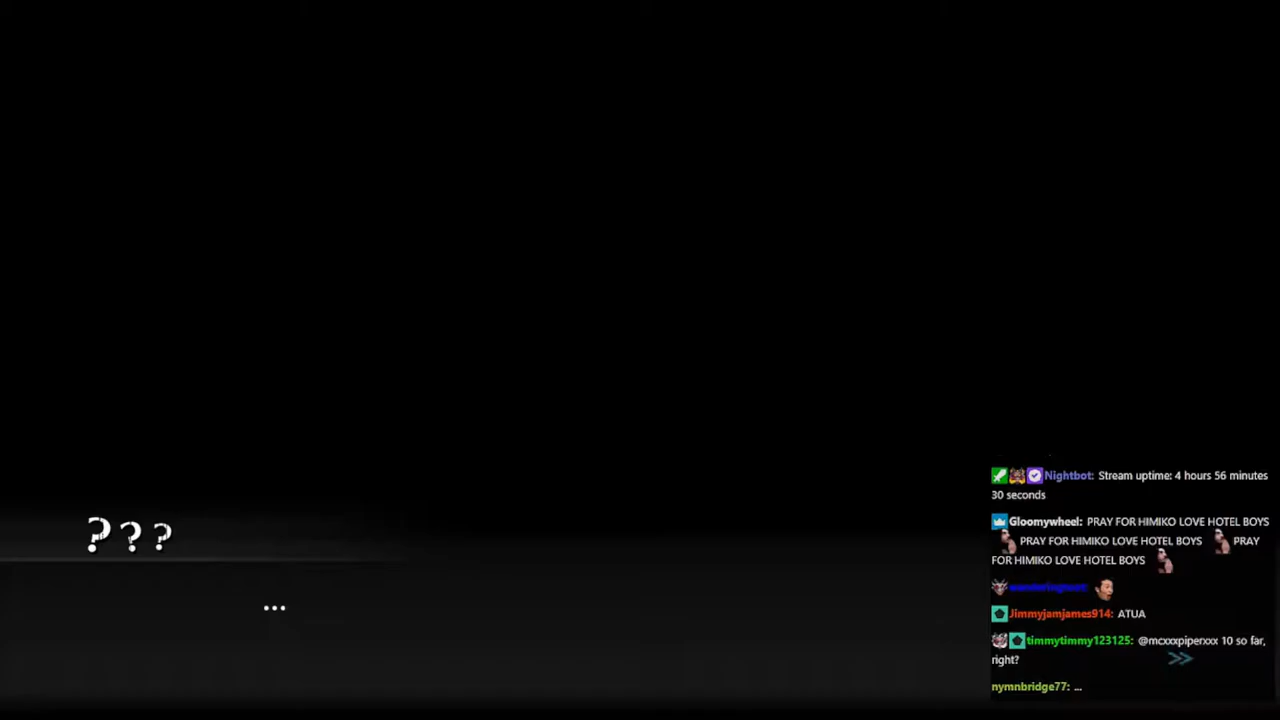 ???
...
Nightbot: Stream uptime: 4 hours 56 minutes
30 seconds
Gloomywheel: PRAY FOR HIMIKO LOVE HOTEL BOYS
PRAY FOR HIMIKO LOVE HOTEL BOYS PRAY
FOR HIMIKO LOVE HOTEL BOYS
Jimmyjamjames914: ATUA
timmytimmy123125: @mcxxxpiperxxx 10 so far,
right?
>>
nymnbridge77: ...